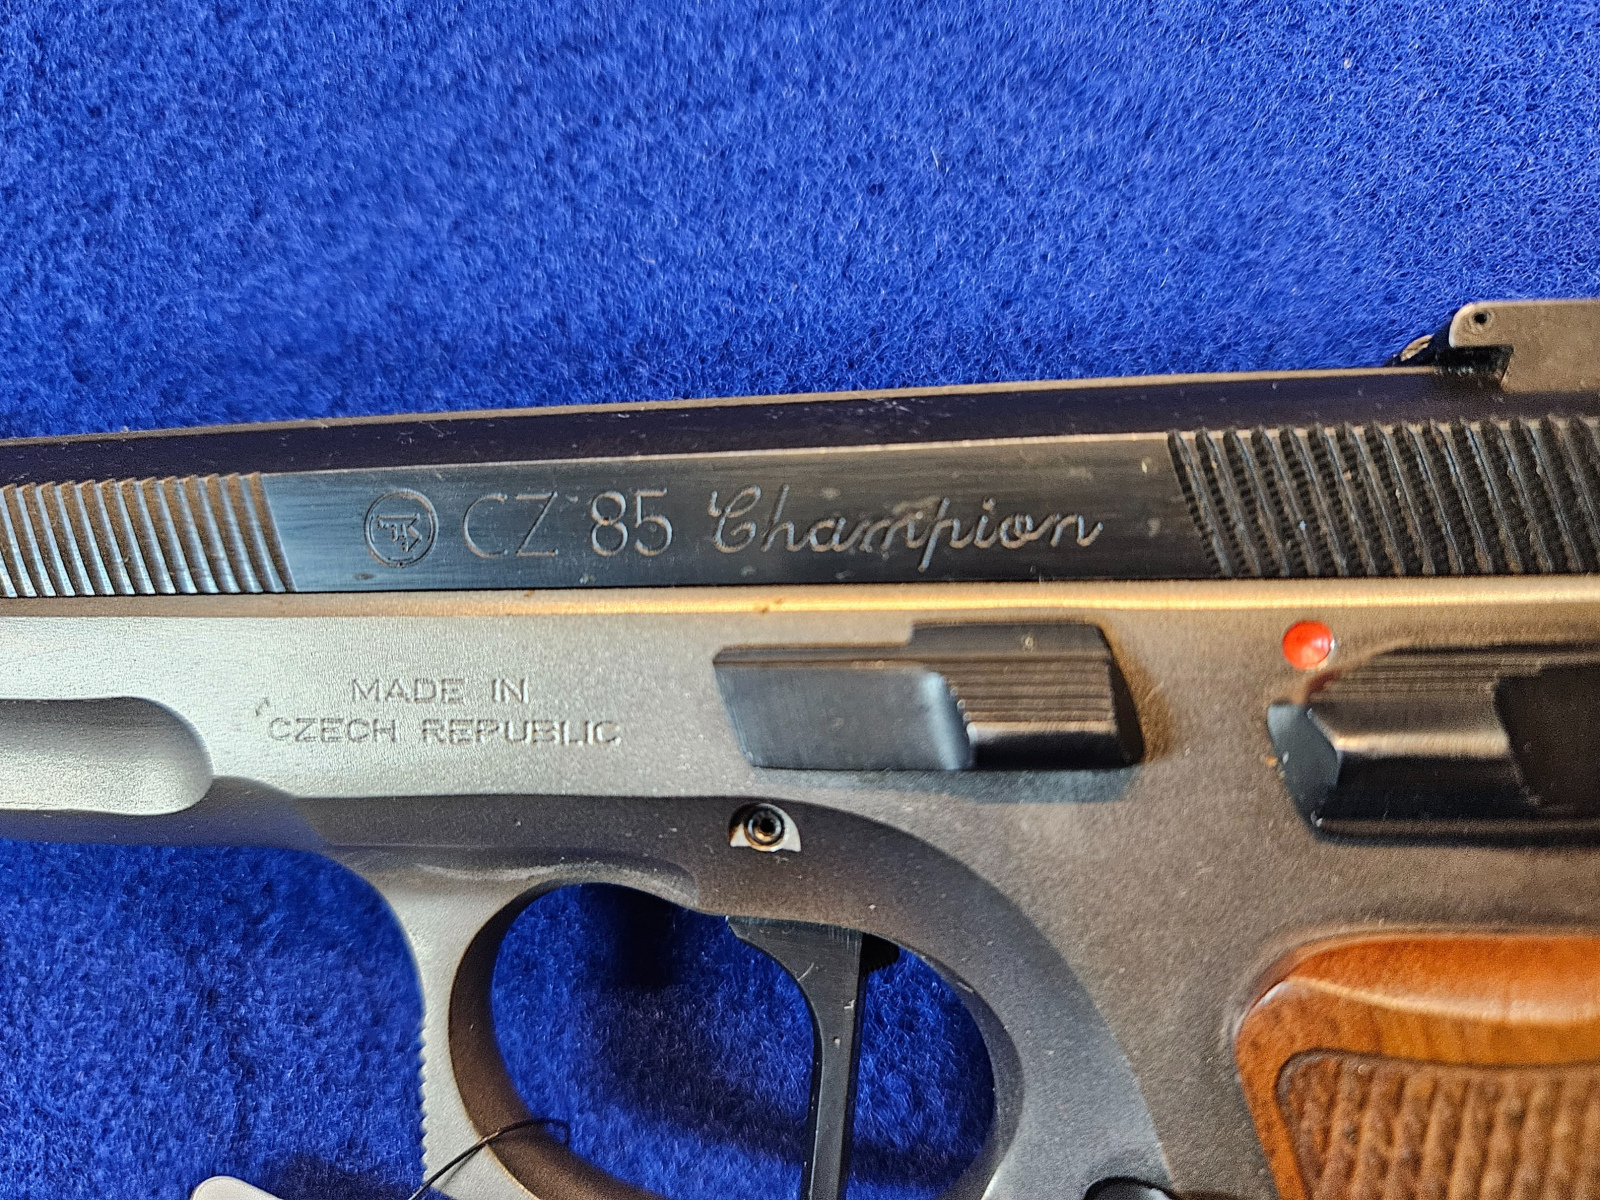 CZ 85 Champion
MADE IN
CZECH REPUBLIC